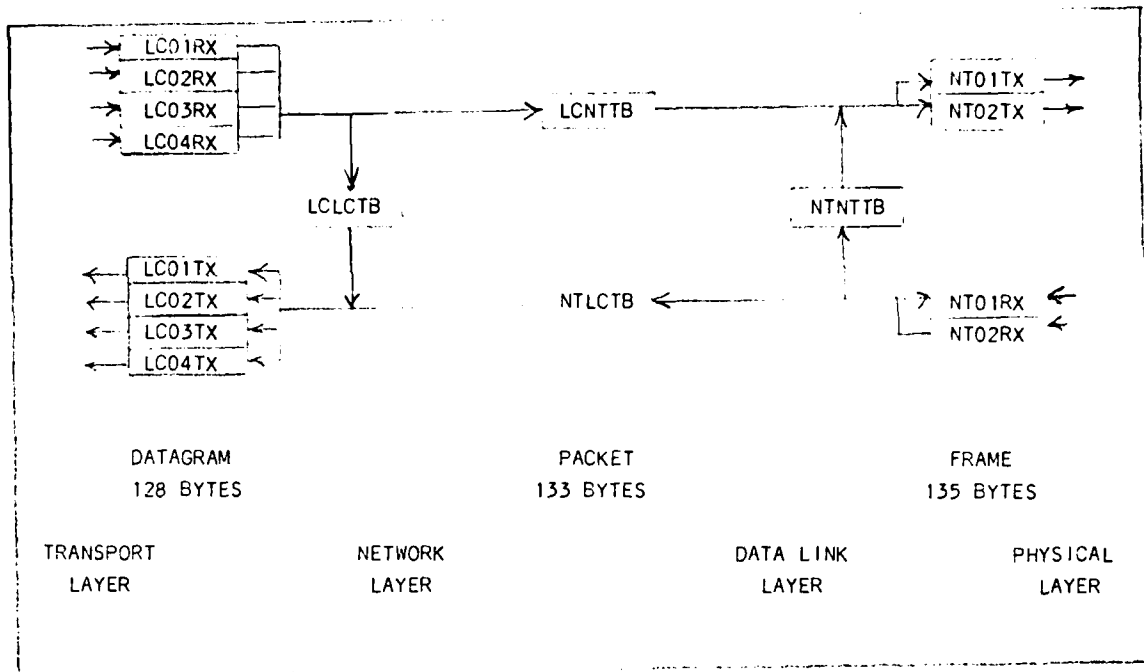 LC01RX
LC02RX
LC03RX
LC04RX
LCNTTB
NT01TX
NT02TX
LCLCTB
NTNTTB
LC01TX
LC02TX
LC03TX
LC04TX
NTLCTB
NT01RX
NT02RX
DATAGRAM
128 BYTES
PACKET
133 BYTES
FRAME
135 BYTES
TRANSPORT
LAYER
NETWORK
LAYER
DATA LINK
LAYER
PHYSICAL
LAYER